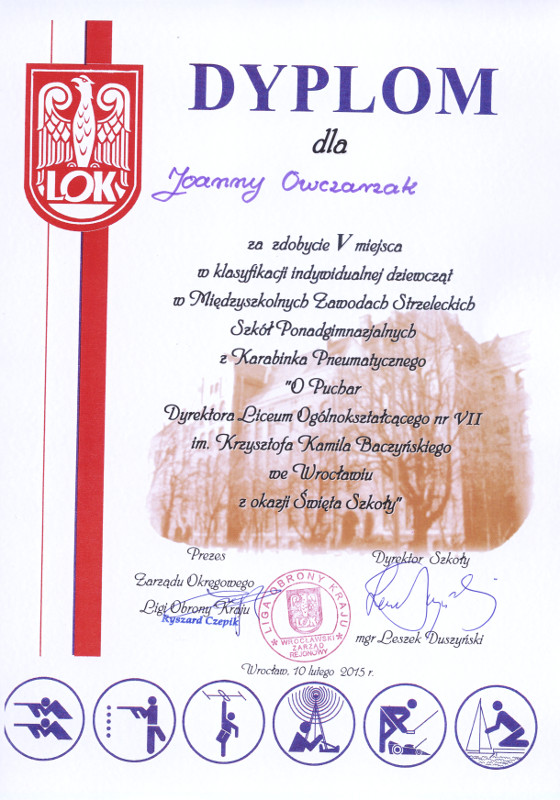 DYPLOM
dla
LOK
Joanny Owczarzak
za zdobycie V miejsca
w klasyfikacji indywidualnej dziewcząt
w Międzyszkolnych Zawodach Strzeleckich
Szkół Ponadgimnazjalnych
z Karabinka Pneumatycznego
"O Puchar
Dyrektora Liceum Ogólnokształcącego nr VII
im. Krzysztofa Kamila Baczyńskiego
we Wrocławiu
z okazji Święta Szkoły"
Prezes
Zarządu Okręgowego
Ligi Obrony Kraju
Ryszard Czepik
LIGA OBRONY KRAJU
WROCŁAWSKI
ZARZĄD
REJONOWY
Dyrektor Szkoły
mgr Leszek Duszyński
Wrocław, 10 lutego 2015 r.